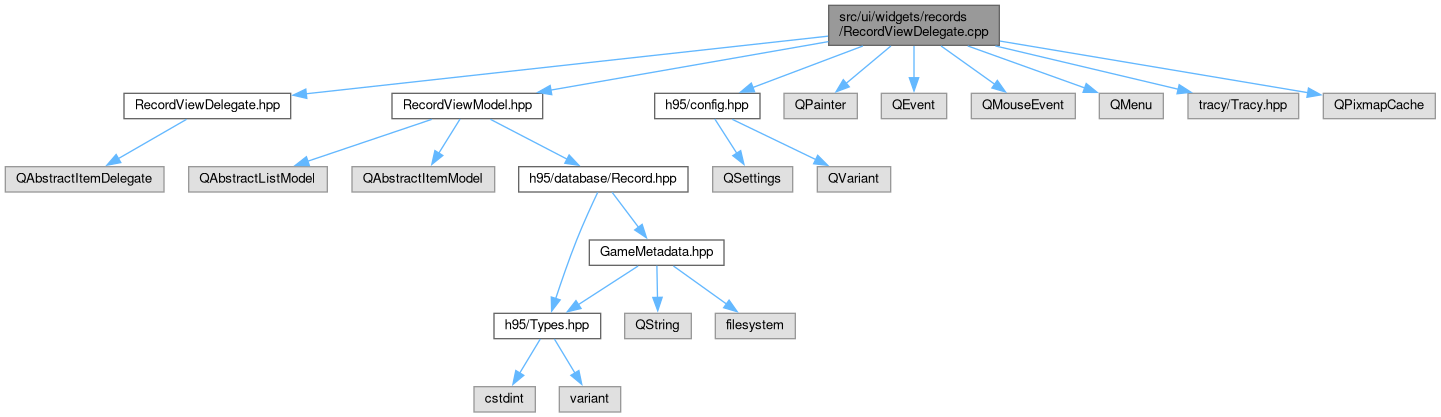 src/ui/widgets/records
/RecordViewDelegate.cpp
RecordViewDelegate.hpp
RecordViewModel.hpp
h95/config.hpp
QPainter
QEvent
QMouseEvent
QMenu
tracy/Tracy.hpp
QPixmapCache
QAbstractItemDelegate
QAbstractListModel
QAbstractItemModel
h95/database/Record.hpp
QSettings
QVariant
GameMetadata.hpp
h95/Types.hpp
QString
filesystem
cstdint
variant